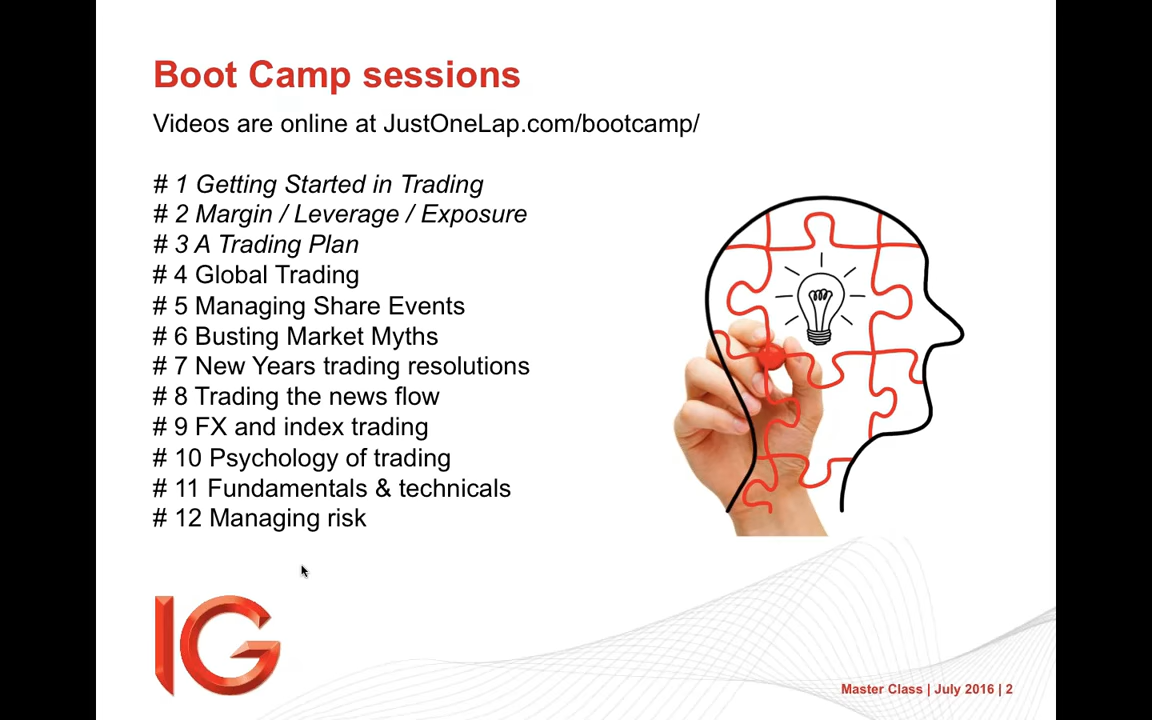 Boot Camp sessions
Videos are online at JustOneLap.com/bootcamp/
# 1 Getting Started in Trading
# 2 Margin / Leverage / Exposure
# 3 A Trading Plan
# 4 Global Trading
# 5 Managing Share Events
# 6 Busting Market Myths
# 7 New Years trading resolutions
# 8 Trading the news flow
# 9 FX and index trading
# 10 Psychology of trading
# 11 Fundamentals & technicals
# 12 Managing risk
IG
Master Class | July 2016 | 2